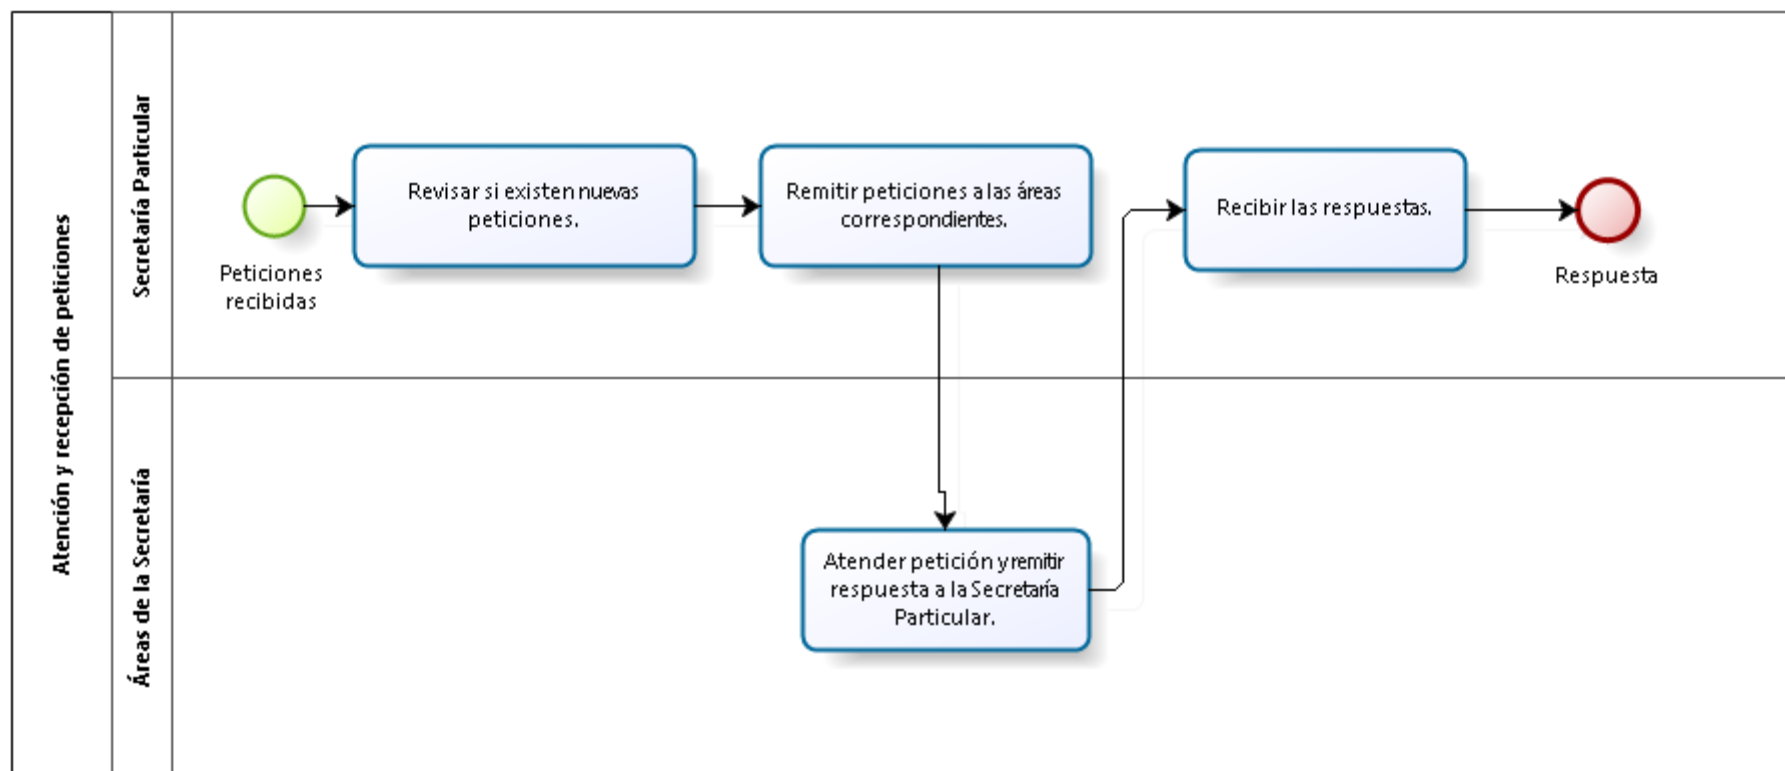 Atención y recepción de peticiones
Secretaría Particular
Peticiones
recibidas
Revisar si existen nuevas
peticiones.
Remitir peticiones a las áreas
correspondientes.
Recibir las respuestas.
Respuesta
Áreas de la Secretaría
Atender petición y remitir
respuesta a la Secretaría
Particular.